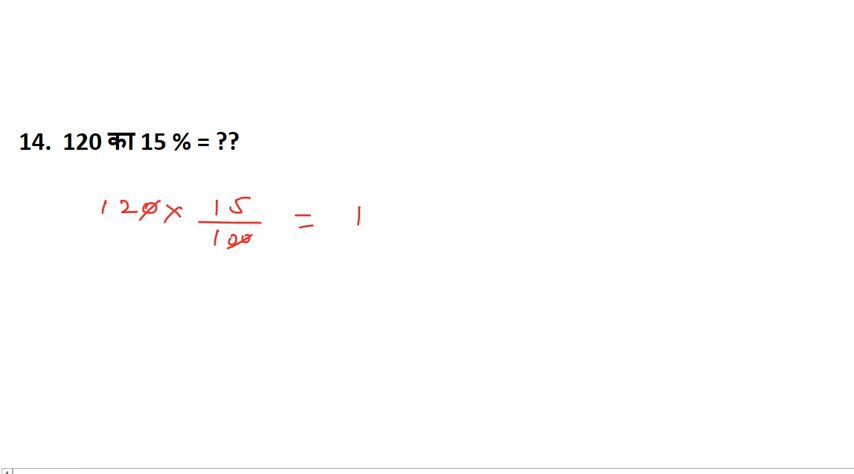 14. 120 का 15 % = ??
120 × 15/100 = 1